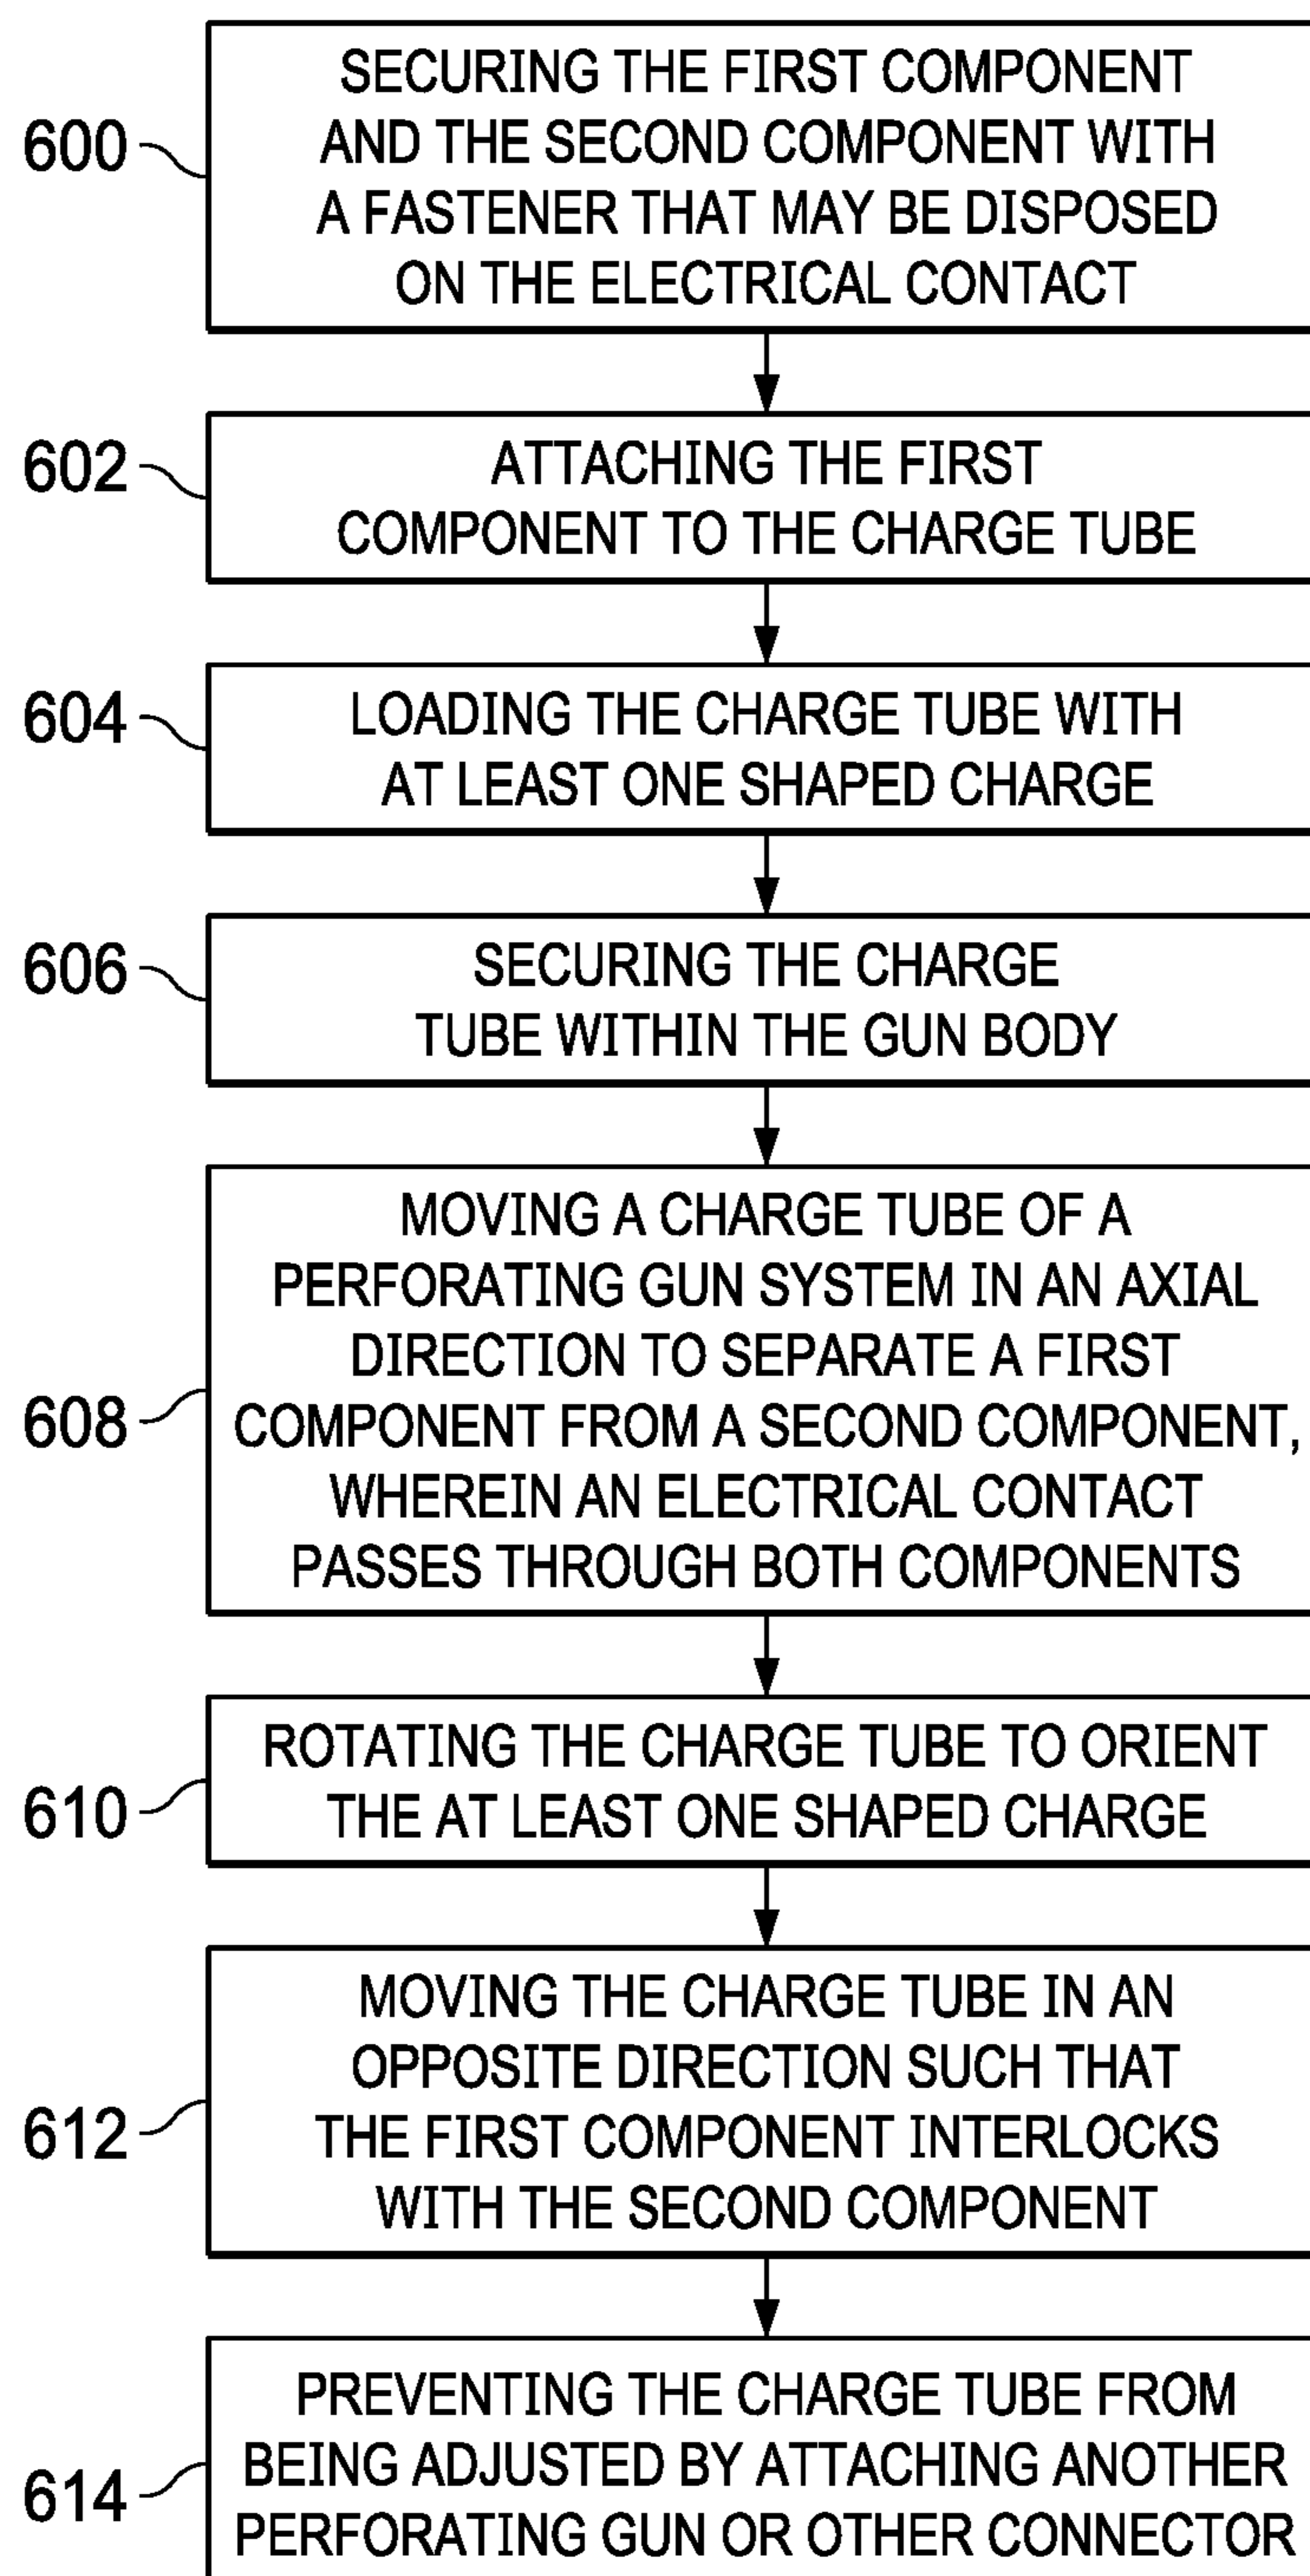 600
SECURING THE FIRST COMPONENT
AND THE SECOND COMPONENT WITH
A FASTENER THAT MAY BE DISPOSED
ON THE ELECTRICAL CONTACT
602
ATTACHING THE FIRST
COMPONENT TO THE CHARGE TUBE
604
LOADING THE CHARGE TUBE WITH
AT LEAST ONE SHAPED CHARGE
606
SECURING THE CHARGE
TUBE WITHIN THE GUN BODY
608
MOVING A CHARGE TUBE OF A
PERFORATING GUN SYSTEM IN AN AXIAL
DIRECTION TO SEPARATE A FIRST
COMPONENT FROM A SECOND COMPONENT,
WHEREIN AN ELECTRICAL CONTACT
PASSES THROUGH BOTH COMPONENTS
610
ROTATING THE CHARGE TUBE TO ORIENT
THE AT LEAST ONE SHAPED CHARGE
612
MOVING THE CHARGE TUBE IN AN
OPPOSITE DIRECTION SUCH THAT
THE FIRST COMPONENT INTERLOCKS
WITH THE SECOND COMPONENT
614
PREVENTING THE CHARGE TUBE FROM
BEING ADJUSTED BY ATTACHING ANOTHER
PERFORATING GUN OR OTHER CONNECTOR